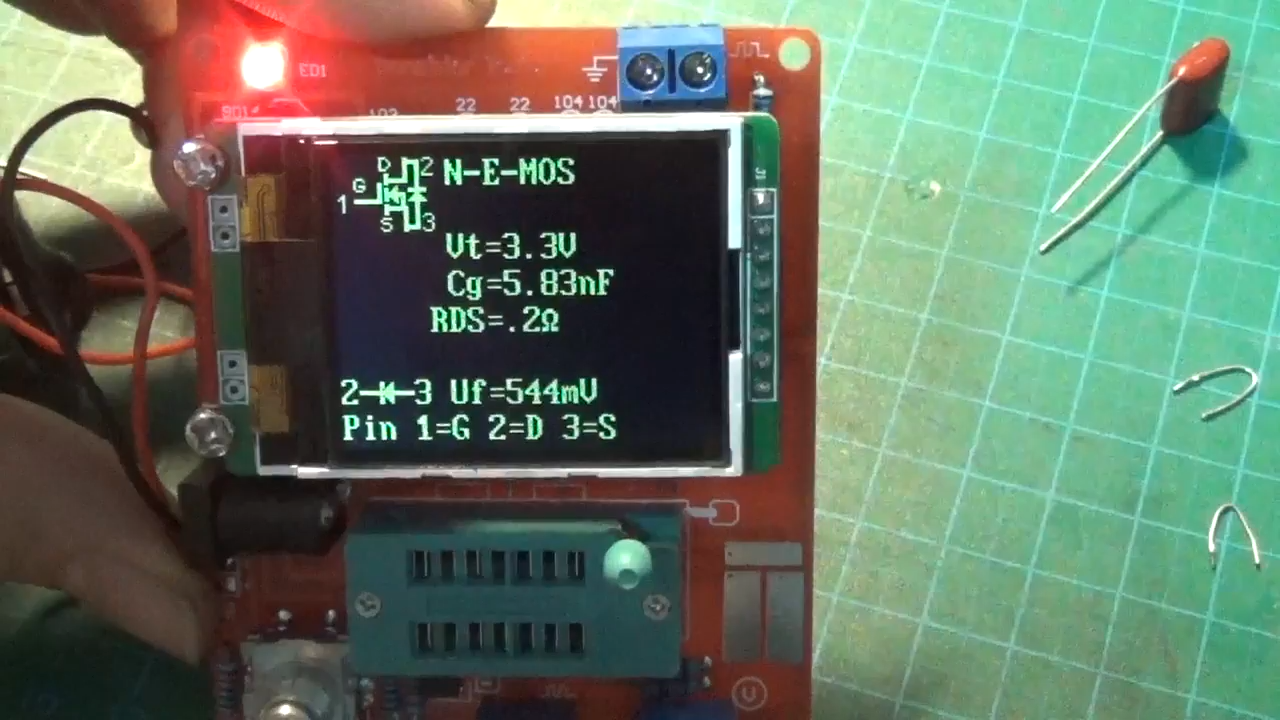 ED1
22 22 104 104
D 2 N-E-MOS
G
1
S 3
Vt=3.3V
Cg=5.83nF
RDS=.2Ω
2 3 Uf=544mV
Pin 1=G 2=D 3=S
U